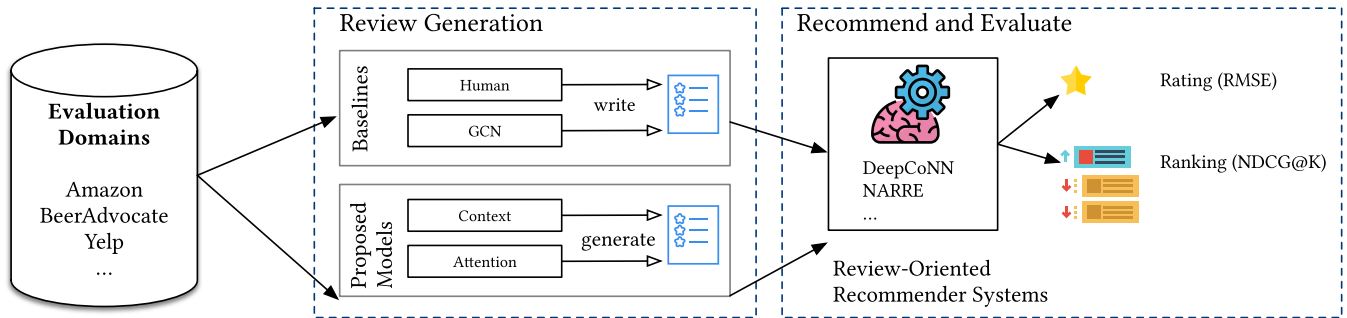 Evaluation
Domains
Amazon
BeerAdvocate
Yelp
...
Review Generation
Baselines
Human
GCN
write
Proposed
Models
Context
Attention
generate
Recommend and Evaluate
DeepCoNN
NARRE
...
Review-Oriented
Recommender Systems
Rating (RMSE)
Ranking (NDCG@K)